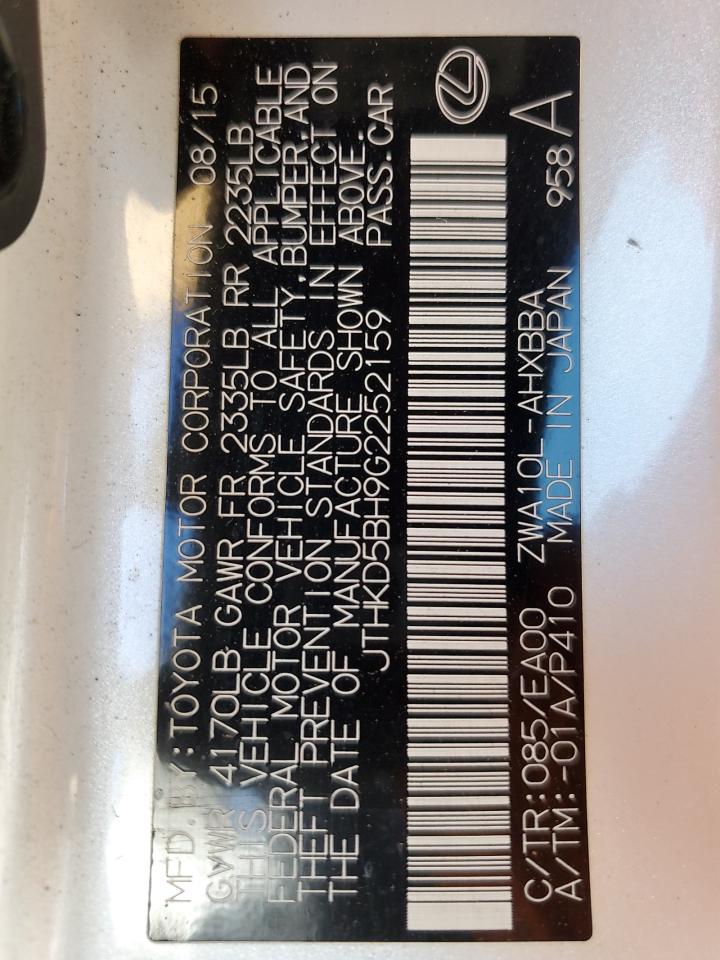 MFD. BY: TOYOTA MOTOR CORPORATION 08/15
GVWR 4170LB GAWR FR 2335LB RR 2235LB
THIS VEHICLE CONFORMS TO ALL APPLICABLE
FEDERAL MOTOR VEHICLE SAFETY, BUMPER, AND
THEFT PREVENTION STANDARDS IN EFFECT ON
THE DATE OF MANUFACTURE SHOWN ABOVE.
JTHKD5BH9G2252159 PASS. CAR
C/TR: 085/EA00 ZWA10L-AHXBBA 958 A
A/TM: -01A/P410 MADE IN JAPAN